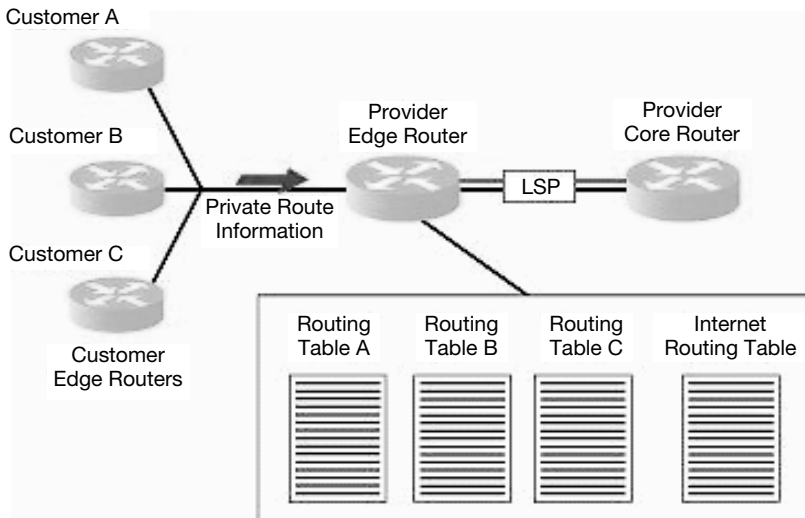 Customer A
Customer B
Customer C
Customer
Edge Routers
Private Route
Information
Provider
Edge Router
LSP
Provider
Core Router
Routing
Table A
Routing
Table B
Routing
Table C
Internet
Routing Table